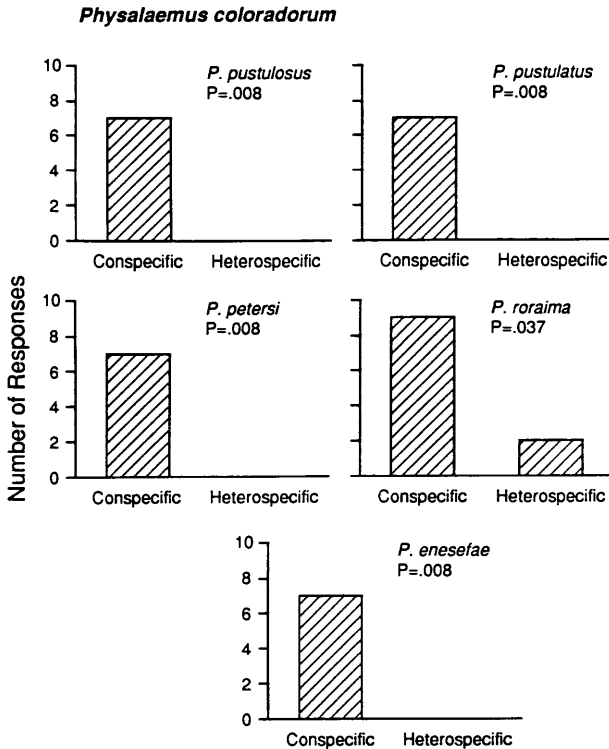 Physalaemus coloradorum
P. pustulosus
P=.008
10
8
6
4
2
0
Conspecific Heterospecific
P. pustulatus
P=.008
Conspecific Heterospecific
Number of Responses
P. petersi
P=.008
10
8
6
4
2
0
Conspecific Heterospecific
P. roraima
P=.037
Conspecific Heterospecific
P. enesefae
P=.008
10
8
6
4
2
0
Conspecific Heterospecific